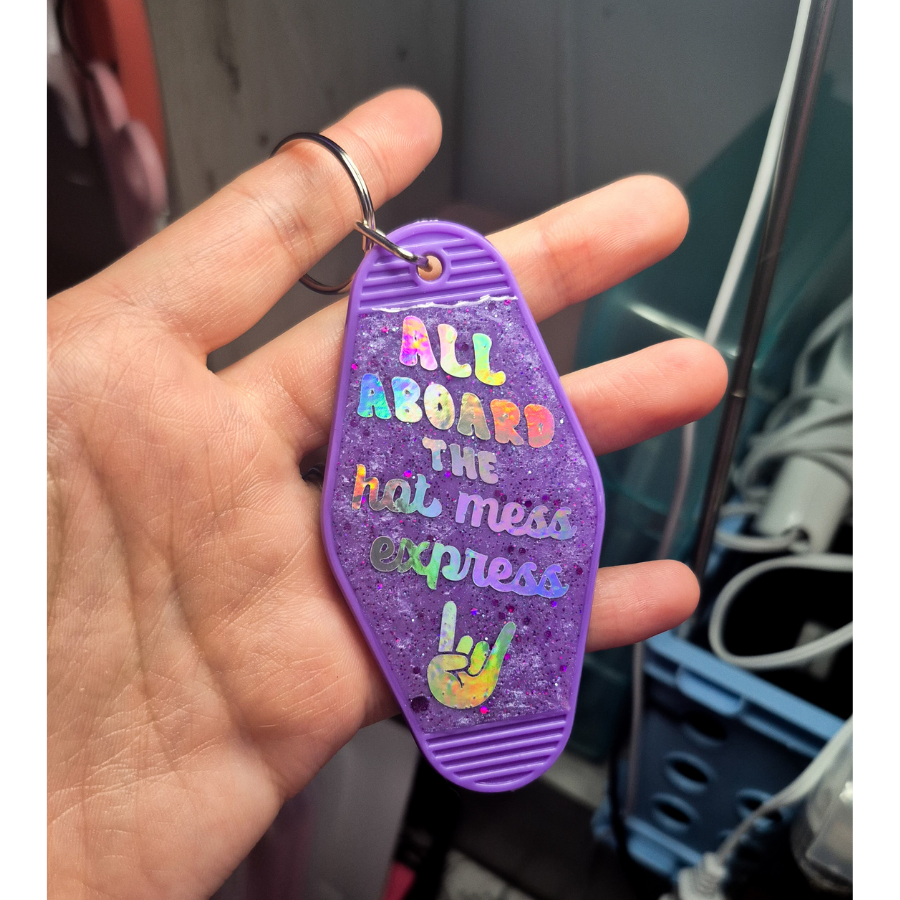 ALL
ABOARD
THE
hot mess
express